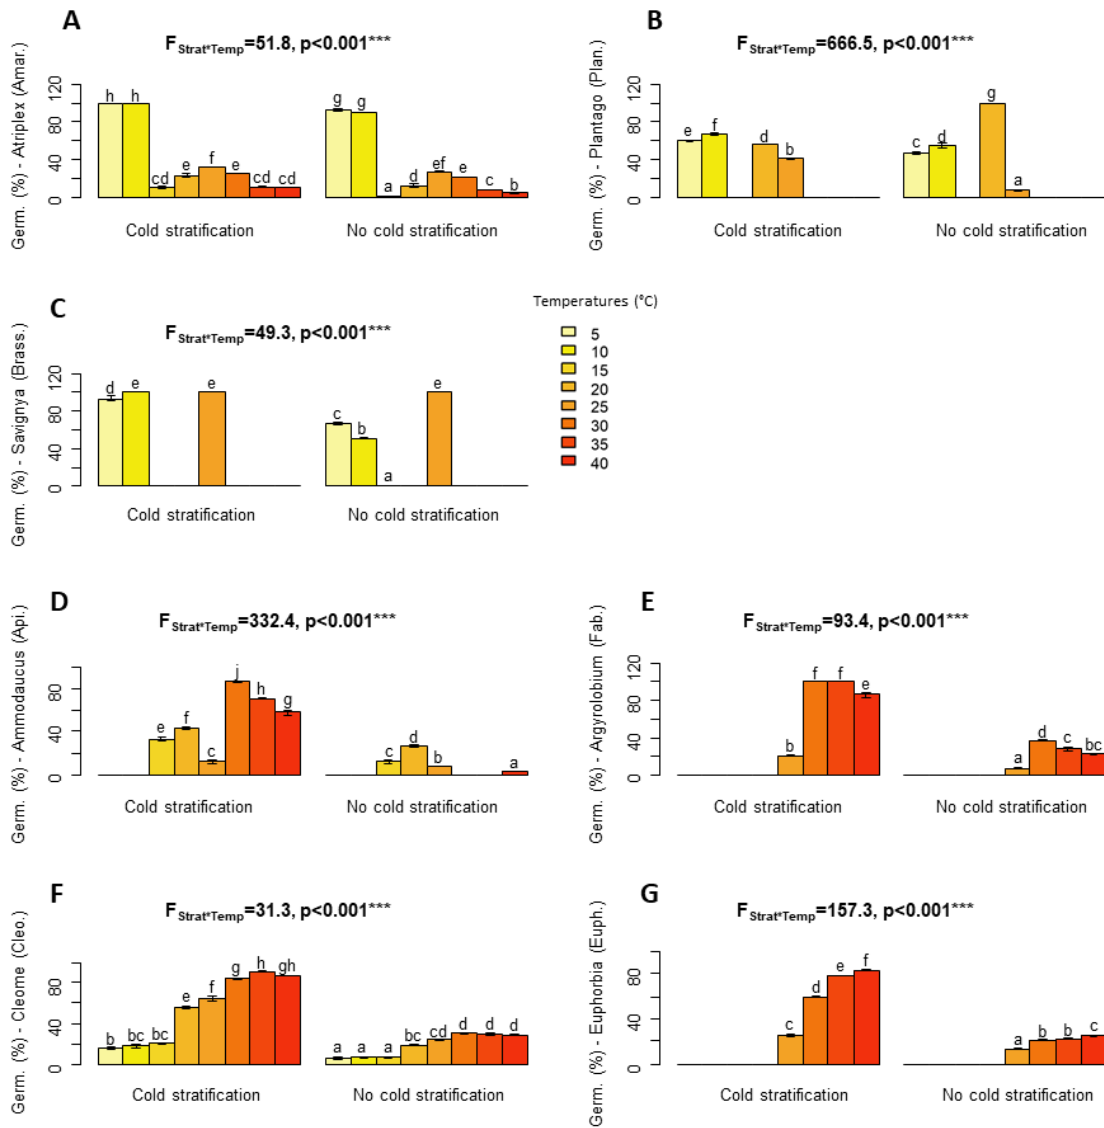 A
F Strat*Temp=51.8, p<0.001***
Germ. (%) - Atriplex (Amar.)
0 40 80 120
h h cd e f e cd cd
g g a d ef e c b
Cold stratification No cold stratification
B
F Strat*Temp=666.5, p<0.001***
Germ. (%) - Plantago (Plan.)
0 40 80 120
e f d b
c d g a
Cold stratification No cold stratification
C
F Strat*Temp=49.3, p<0.001***
Germ. (%) - Savignya (Brass.)
0 40 80 120
d e e
c b a e
Cold stratification No cold stratification
Temperatures (°C)
5
10
15
20
25
30
35
40
D
F Strat*Temp=332.4, p<0.001***
Germ. (%) - Ammodaucus (Api.)
0 40 80
e f c j h g
c d b a
Cold stratification No cold stratification
E
F Strat*Temp=93.4, p<0.001***
Germ. (%) - Argyrolobium (Fab.)
0 40 80 120
b f f e
a d c bc
Cold stratification No cold stratification
F
F Strat*Temp=31.3, p<0.001***
Germ. (%) - Cleome (Cleo.)
0 40 80
b bc bc e f g h gh
a a a bc cd d d d
Cold stratification No cold stratification
G
F Strat*Temp=157.3, p<0.001***
Germ. (%) - Euphorbia (Euph.)
0 40 80
c d e f
a b b c
Cold stratification No cold stratification